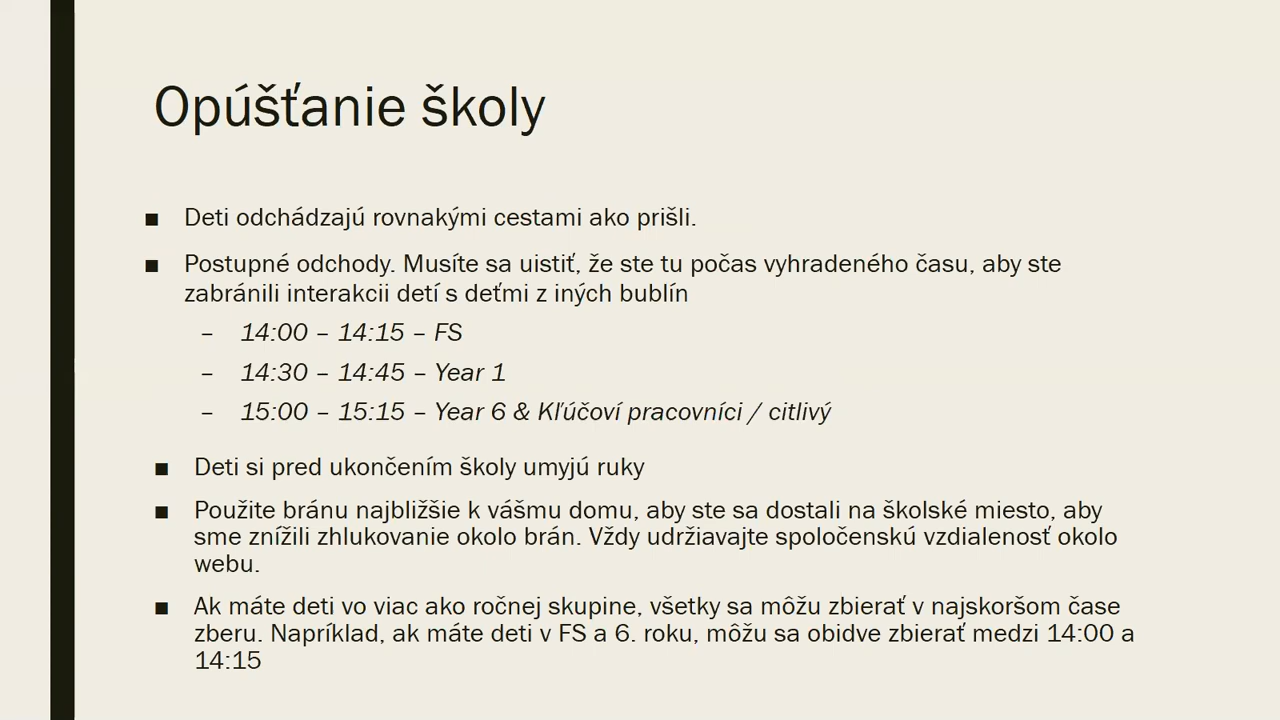 Opúšťanie školy
▪ Deti odchádzajú rovnakými cestami ako prišli.
▪ Postupné odchody. Musíte sa uistiť, že ste tu počas vyhradeného času, aby ste
zabránili interakcii detí s deťmi z iných bublín
– 14:00 – 14:15 – FS
– 14:30 – 14:45 – Year 1
– 15:00 – 15:15 – Year 6 & Kľúčoví pracovníci / citlivý
▪ Deti si pred ukončením školy umyjú ruky
▪ Použite bránu najbližšie k vášmu domu, aby ste sa dostali na školské miesto, aby
sme znížili zhlukovanie okolo brán. Vždy udržiavajte spoločenskú vzdialenosť okolo
webu.
▪ Ak máte deti vo viac ako ročnej skupine, všetky sa môžu zbierať v najskoršom čase
zberu. Napríklad, ak máte deti v FS a 6. roku, môžu sa obidve zbierať medzi 14:00 a
14:15